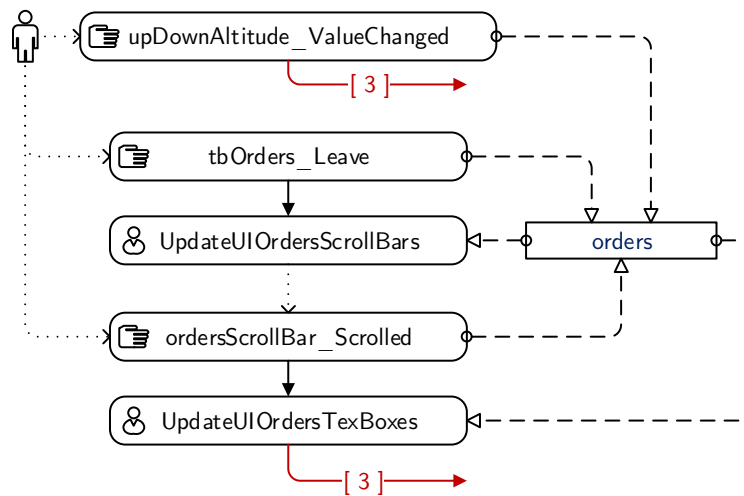 upDownAltitude_ValueChanged
[ 3 ]
tbOrders_Leave
UpdateUIOrdersScrollBars
orders
ordersScrollBar_Scrolled
UpdateUIOrdersTexBoxes
[ 3 ]